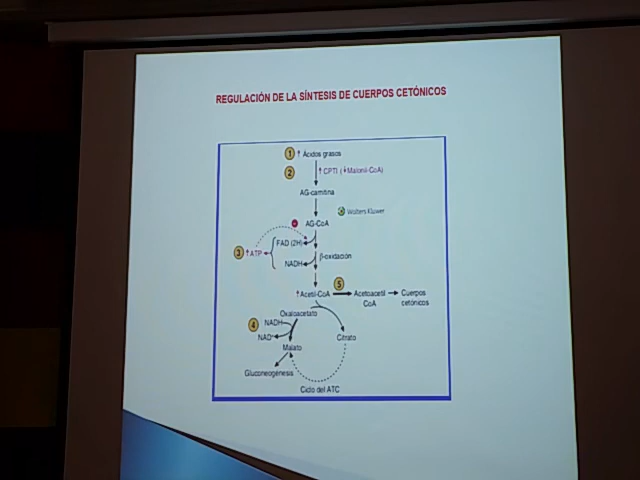 REGULACIÓN DE LA SÍNTESIS DE CUERPOS CETÓNICOS
1 ↑ Ácidos grasos
2 ↑ CPTI (↓ Malonil-CoA)
AG-carnitina
Wolters Kluwer
AG-CoA
FAD (2H)
3 ↑ATP
β-oxidación
NADH
5
↑Acetil-CoA → Acetoacetil CoA → Cuerpos cetónicos
Oxaloacetato
4 NADH
NAD⁺
Citrato
Malato
Gluconeogénesis
Ciclo del ATC